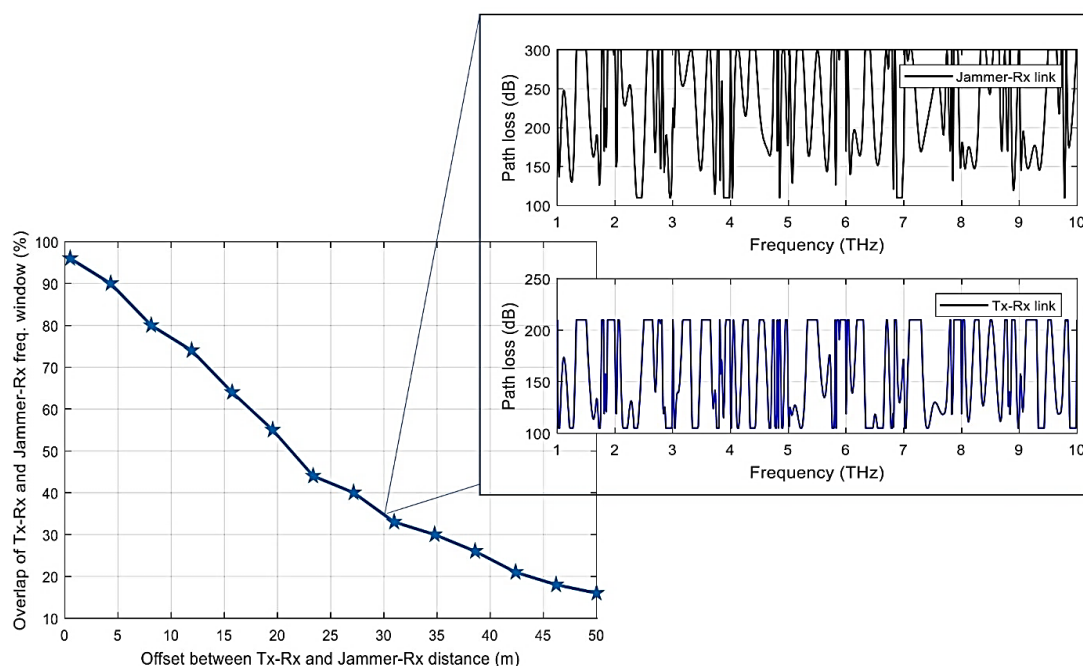 300
250
200
150
100
Path loss (dB)
Jammer-Rx link
1 2 3 4 5 6 7 8 9 10
Frequency (THz)
250
200
150
100
Path loss (dB)
Tx-Rx link
1 2 3 4 5 6 7 8 9 10
Frequency (THz)
100
90
80
70
60
50
40
30
20
10
Overlap of Tx-Rx and Jammer-Rx freq. window (%)
0 5 10 15 20 25 30 35 40 45 50
Offset between Tx-Rx and Jammer-Rx distance (m)